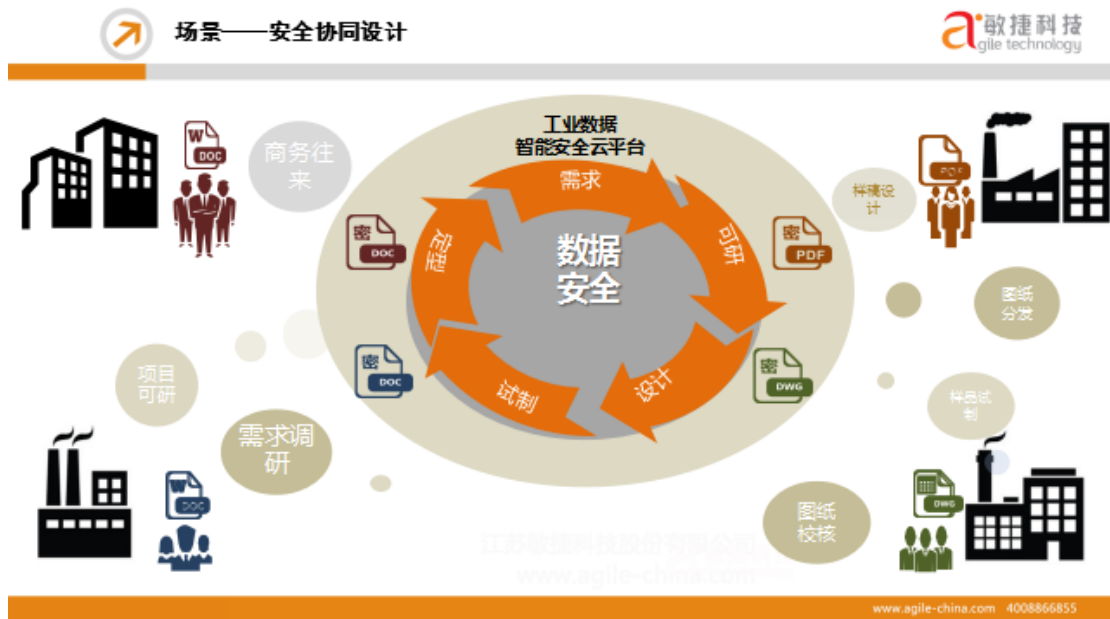 场景——安全协同设计
敏捷科技
agile technology
工业数据
智能安全云平台
W
DOC
商务往
来
需求
可研
设计
试制
定型
数据
安全
密
DOC
密
PDF
密
DOC
密
DWG
PDF
样稿设
计
图纸
分发
项目
可研
需求调
研
样品试
制
图纸
校核
W
DOC
DWG
江苏敏捷科技股份有限公司
www.agile-china.com
www.agile-china.com 4008866855